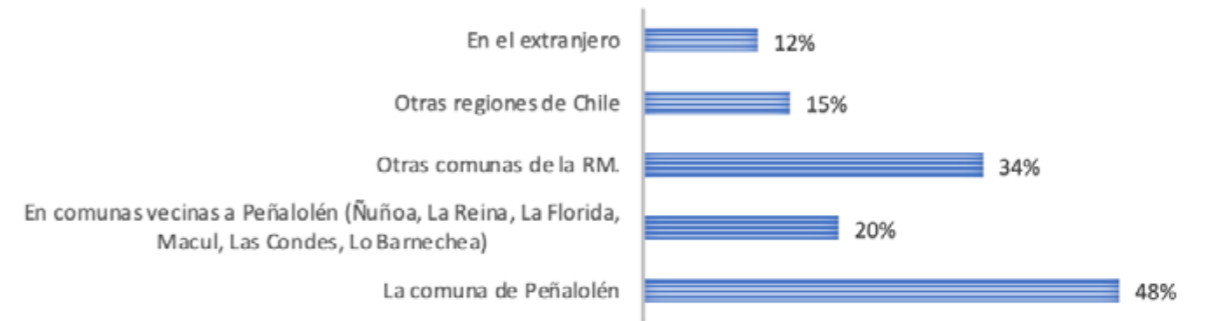 En el extranjero 12%
Otras regiones de Chile 15%
Otras comunas de la RM. 34%
En comunas vecinas a Peñalolén (Ñuñoa, La Reina, La Florida,
Macul, Las Condes, Lo Barnechea) 20%
La comuna de Peñalolén 48%